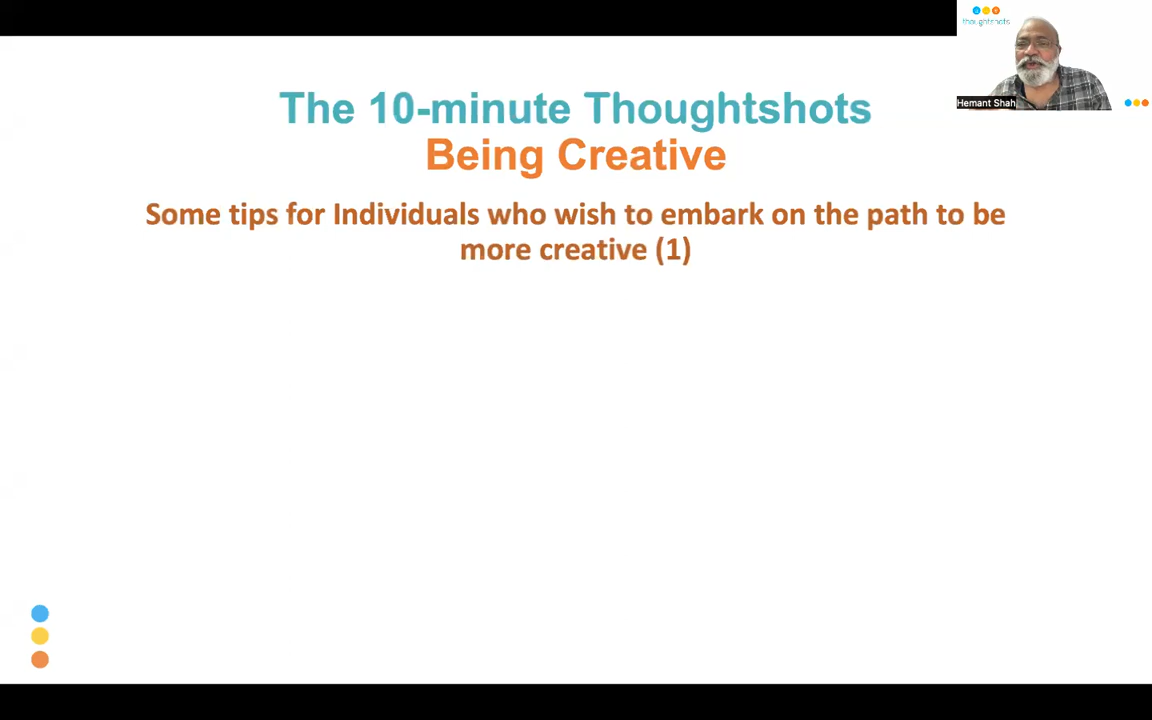 thoughtshots
Hemant Shah
The 10-minute Thoughtshots
Being Creative
Some tips for Individuals who wish to embark on the path to be
more creative (1)